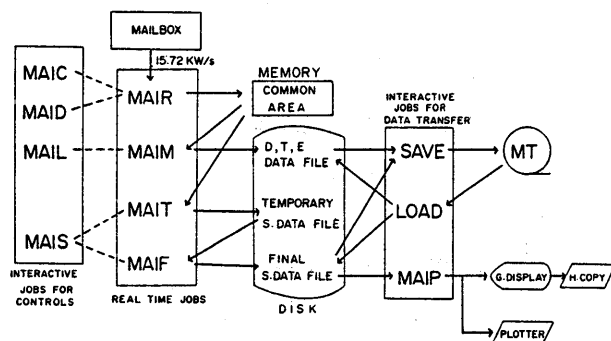 MAILBOX
15.72 KW/s
MAIC
MAID
MAIL
MAIS
INTERACTIVE
JOBS FOR
CONTROLS
MAIR
MAIM
MAIT
MAIF
REAL TIME JOBS
MEMORY
COMMON
AREA
D, T, E
DATA FILE
TEMPORARY
S. DATA FILE
FINAL
S. DATA FILE
DISK
INTERACTIVE
JOBS FOR
DATA TRANSFER
SAVE
LOAD
MAIP
MT
G. DISPLAY
H. COPY
PLOTTER